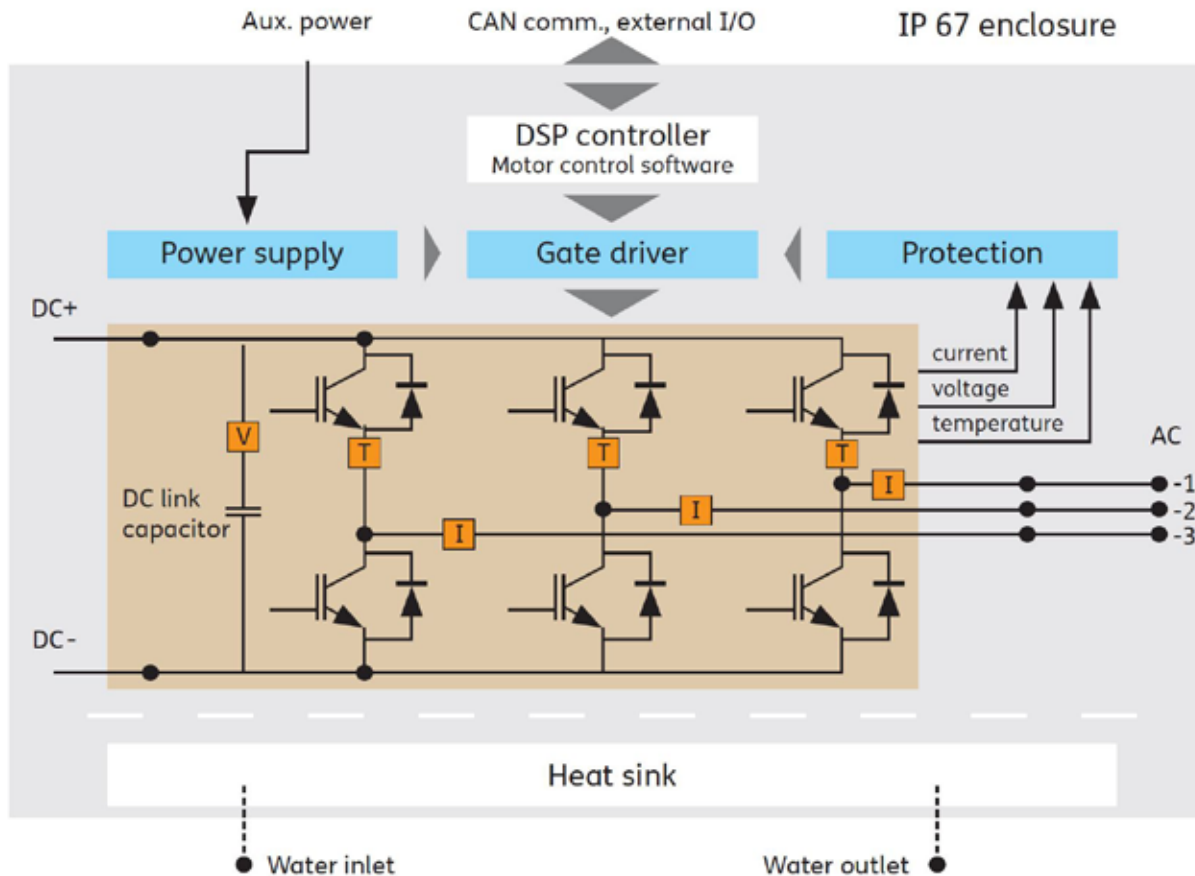 Aux. power
CAN comm., external I/O
IP 67 enclosure
DSP controller
Motor control software
Power supply
Gate driver
Protection
DC+
current
voltage
temperature
AC
V
T
T
T
DC link
capacitor
I
-1
I
-2
I
-3
DC-
Heat sink
Water inlet
Water outlet